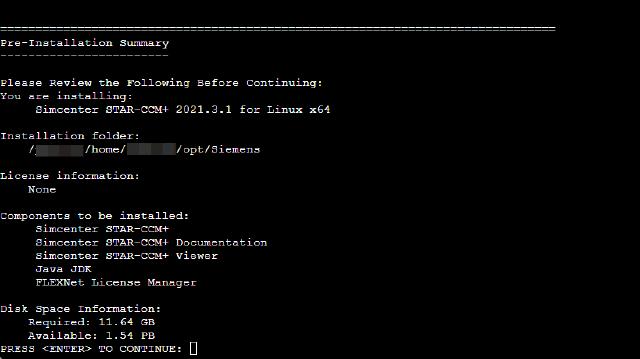 ===============================================================================
Pre-Installation Summary
------------------------
Please Review the Following Before Continuing:
You are installing:
Simcenter STAR-CCM+ 2021.3.1 for Linux x64
Installation folder:
/ /home/ /opt/Siemens
License information:
None
Components to be installed:
Simcenter STAR-CCM+
Simcenter STAR-CCM+ Documentation
Simcenter STAR-CCM+ Viewer
Java JDK
FLEXNet License Manager
Disk Space Information:
Required: 11.64 GB
Available: 1.54 PB
PRESS <ENTER> TO CONTINUE: